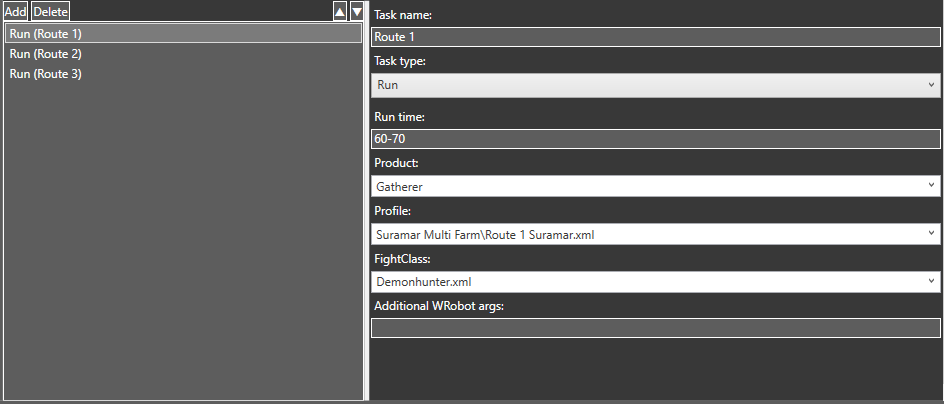 Add Delete
Run (Route 1)
Run (Route 2)
Run (Route 3)
Task name:
Route 1
Task type:
Run
Run time:
60-70
Product:
Gatherer
Profile:
Suramar Multi Farm\Route 1 Suramar.xml
FightClass:
Demonhunter.xml
Additional WRobot args: